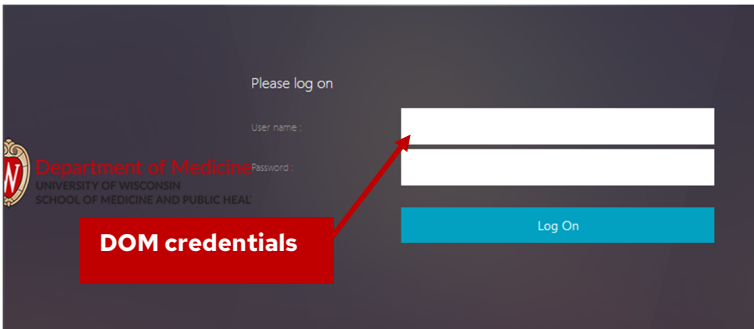 Please log on
User name :
Password :
Department of Medicine
UNIVERSITY OF WISCONSIN
SCHOOL OF MEDICINE AND PUBLIC HEAL
W
DOM credentials
Log On